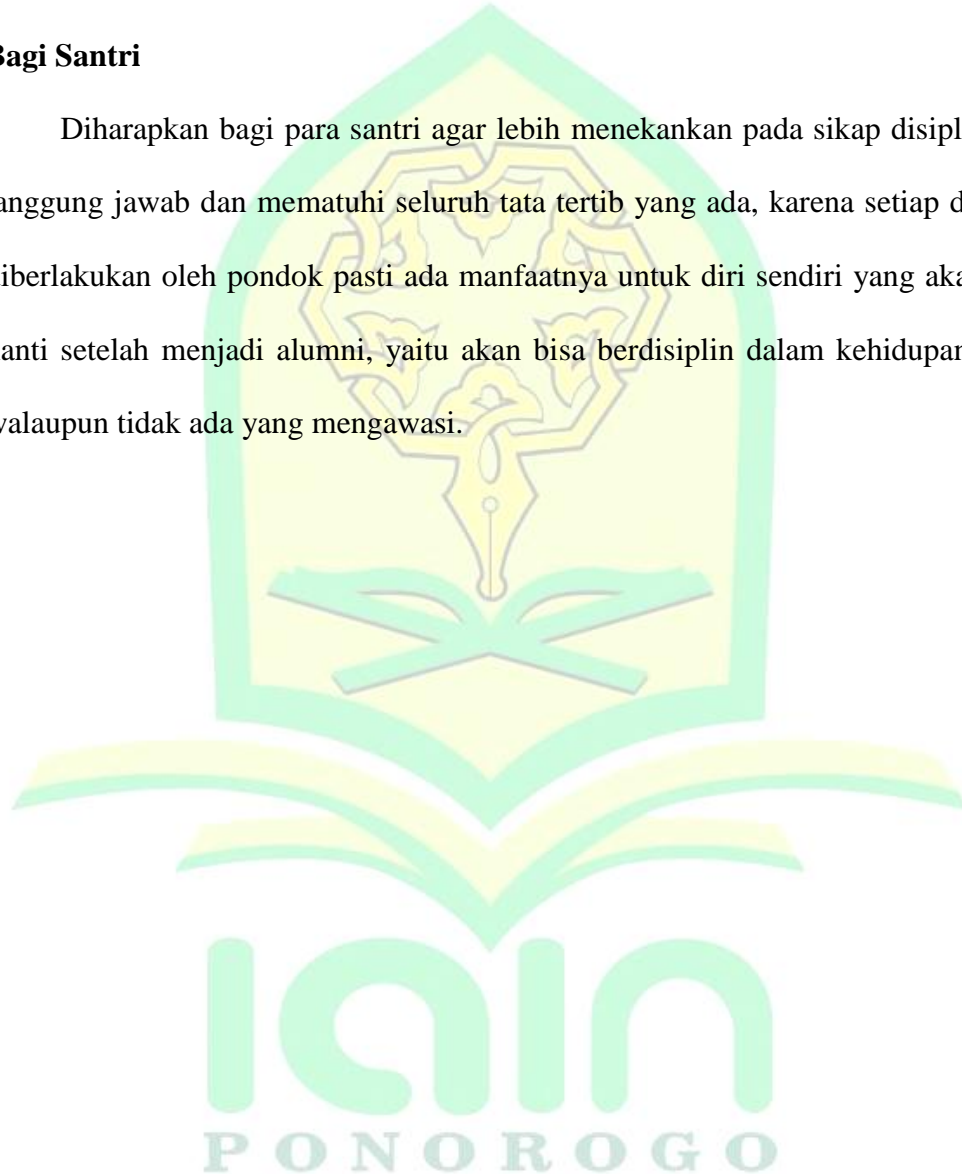 Bagi Santri
Diharapkan bagi para santri agar lebih menekankan pada sikap disipl
anggung jawab dan mematuhi seluruh tata tertib yang ada, karena setiap d
iberlakukan oleh pondok pasti ada manfaatnya untuk diri sendiri yang aka
anti setelah menjadi alumni, yaitu akan bisa berdisiplin dalam kehidupan
walaupun tidak ada yang mengawasi.
iain
PONOROGO